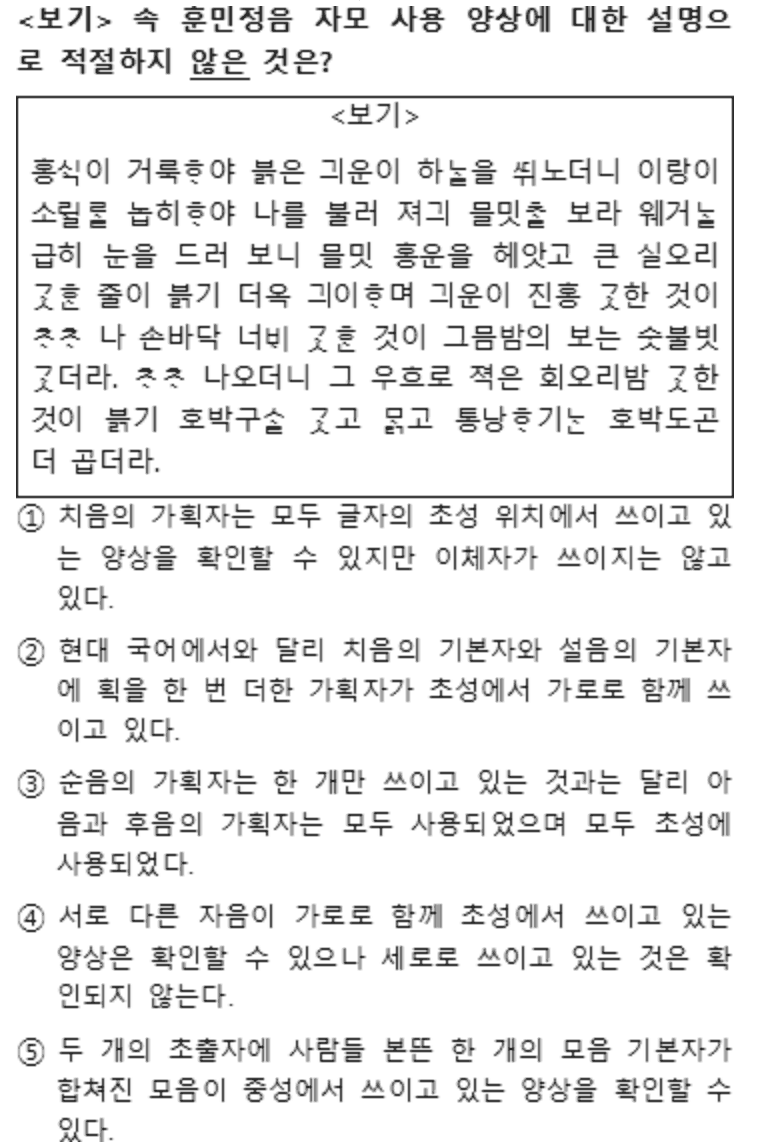 <보기> 속 훈민정음 자모 사용 양상에 대한 설명으
로 적절하지 않은 것은?
<보기>
홍ᄉᆡᆨ이 거룩ᄒᆞ야 붉은 긔운이 하ᄂᆞᆯ을 ᄯᅱ노더니 이랑이
소ᄅᆡᆯᄅᆞᆯ 놉히ᄒᆞ야 나를 불러 져긔 믈밋ᄎᆞᆯ 보라 웨거ᄂᆞᆯ
급히 눈을 드러 보니 믈밋 홍운을 헤앗고 큰 실오리
ᄀᆞᆺᄒᆞᆫ 줄이 붉기 더욱 긔이ᄒᆞ며 긔운이 진홍 ᄀᆞᆺ한 것이
ᄎᆞᄎᆞ 나 손바닥 너ᄇᆡ ᄀᆞᆺᄒᆞᆫ 것이 그믐밤의 보는 숫불빗
ᄀᆞᆺ더라. ᄎᆞᄎᆞ 나오더니 그 우흐로 젹은 회오리밤 ᄀᆞᆺ한
것이 붉기 호박구ᄉᆞᆯ ᄀᆞᆺ고 ᄆᆞᆰ고 통낭ᄒᆞ기ᄂᆞᆫ 호박도곤
더 곱더라.
① 치음의 가획자는 모두 글자의 초성 위치에서 쓰이고 있
는 양상을 확인할 수 있지만 이체자가 쓰이지는 않고
있다.
② 현대 국어에서와 달리 치음의 기본자와 설음의 기본자
에 획을 한 번 더한 가획자가 초성에서 가로로 함께 쓰
이고 있다.
③ 순음의 가획자는 한 개만 쓰이고 있는 것과는 달리 아
음과 후음의 가획자는 모두 사용되었으며 모두 초성에
사용되었다.
④ 서로 다른 자음이 가로로 함께 초성에서 쓰이고 있는
양상은 확인할 수 있으나 세로로 쓰이고 있는 것은 확
인되지 않는다.
⑤ 두 개의 초출자에 사람들 본뜬 한 개의 모음 기본자가
합쳐진 모음이 중성에서 쓰이고 있는 양상을 확인할 수
있다.